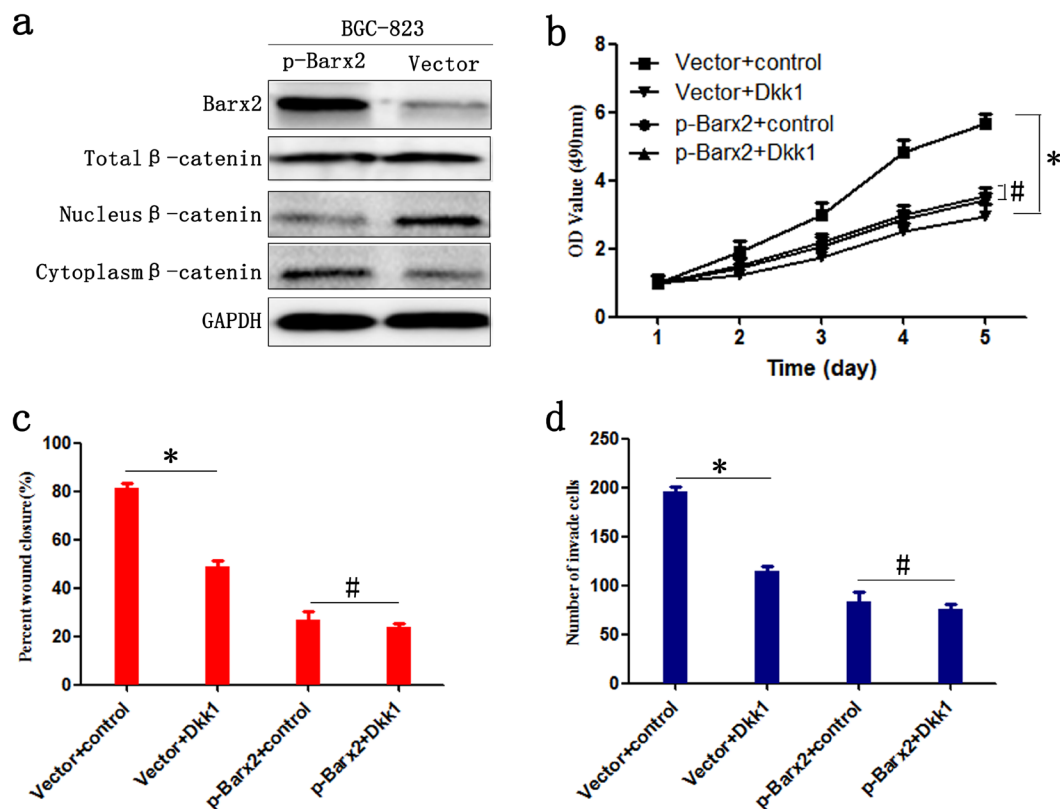 a
BGC-823
p-Barx2 Vector
Barx2
Total β-catenin
Nucleus β-catenin
Cytoplasm β-catenin
GAPDH
b
Vector+control
Vector+Dkk1
p-Barx2+control
p-Barx2+Dkk1
OD Value (490nm)
8
6
4
2
0
*
#
1 2 3 4 5
Time (day)
c
Percent wound closure(%)
100
80
60
40
20
0
*
#
Vector+control
Vector+Dkk1
p-Barx2+control
p-Barx2+Dkk1
d
Number of invade cells
250
200
150
100
50
0
*
#
Vector+control
Vector+DKK1
p-Barx2+control
p-Barx2+Dkk1